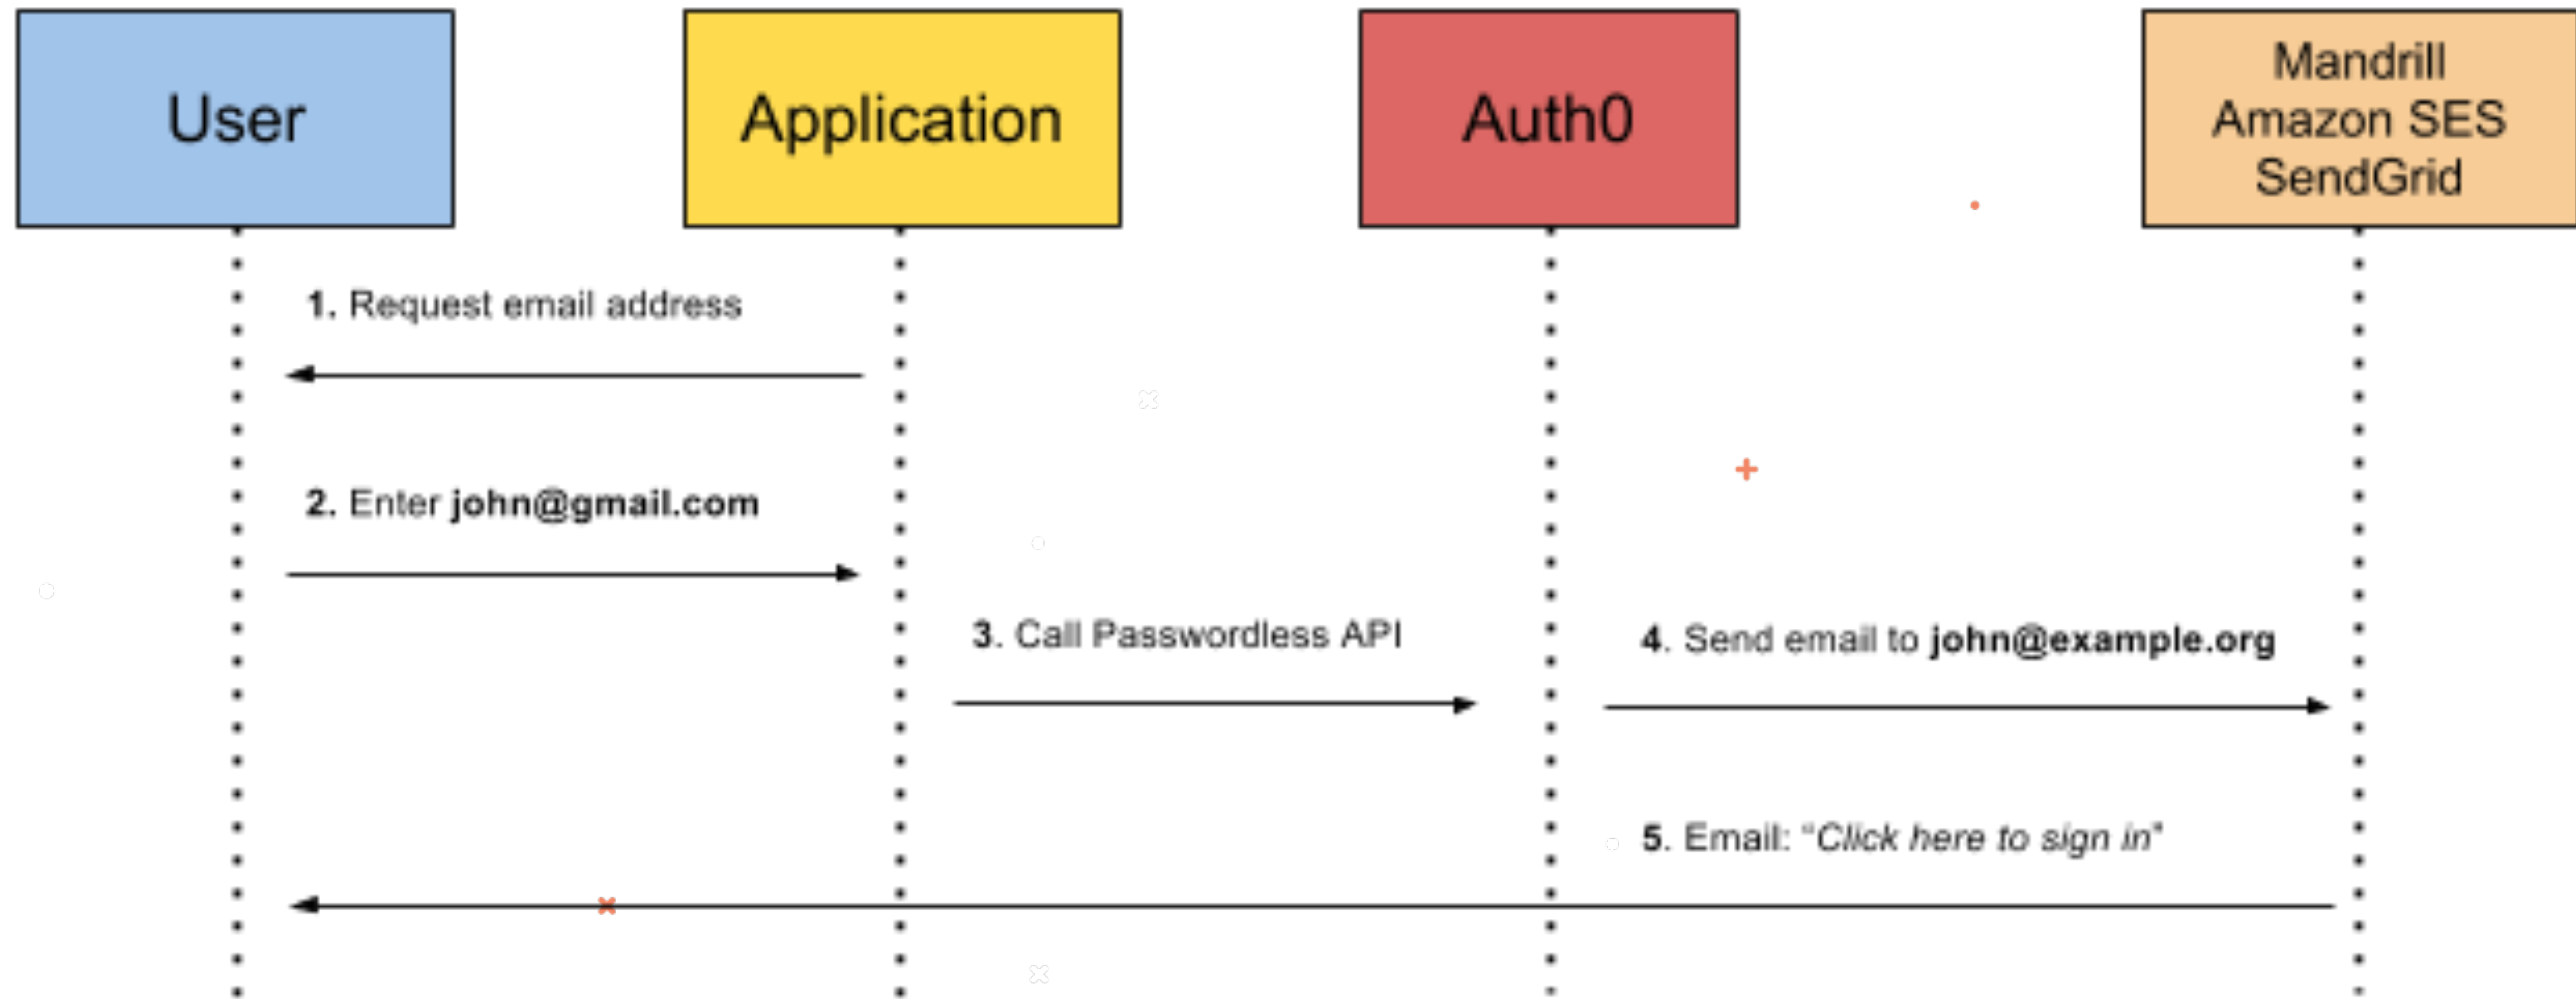 User
Application
Auth0
Mandrill
Amazon SES
SendGrid
1. Request email address
2. Enter john@gmail.com
3. Call Passwordless API
4. Send email to john@example.org
5. Email: “Click here to sign in”